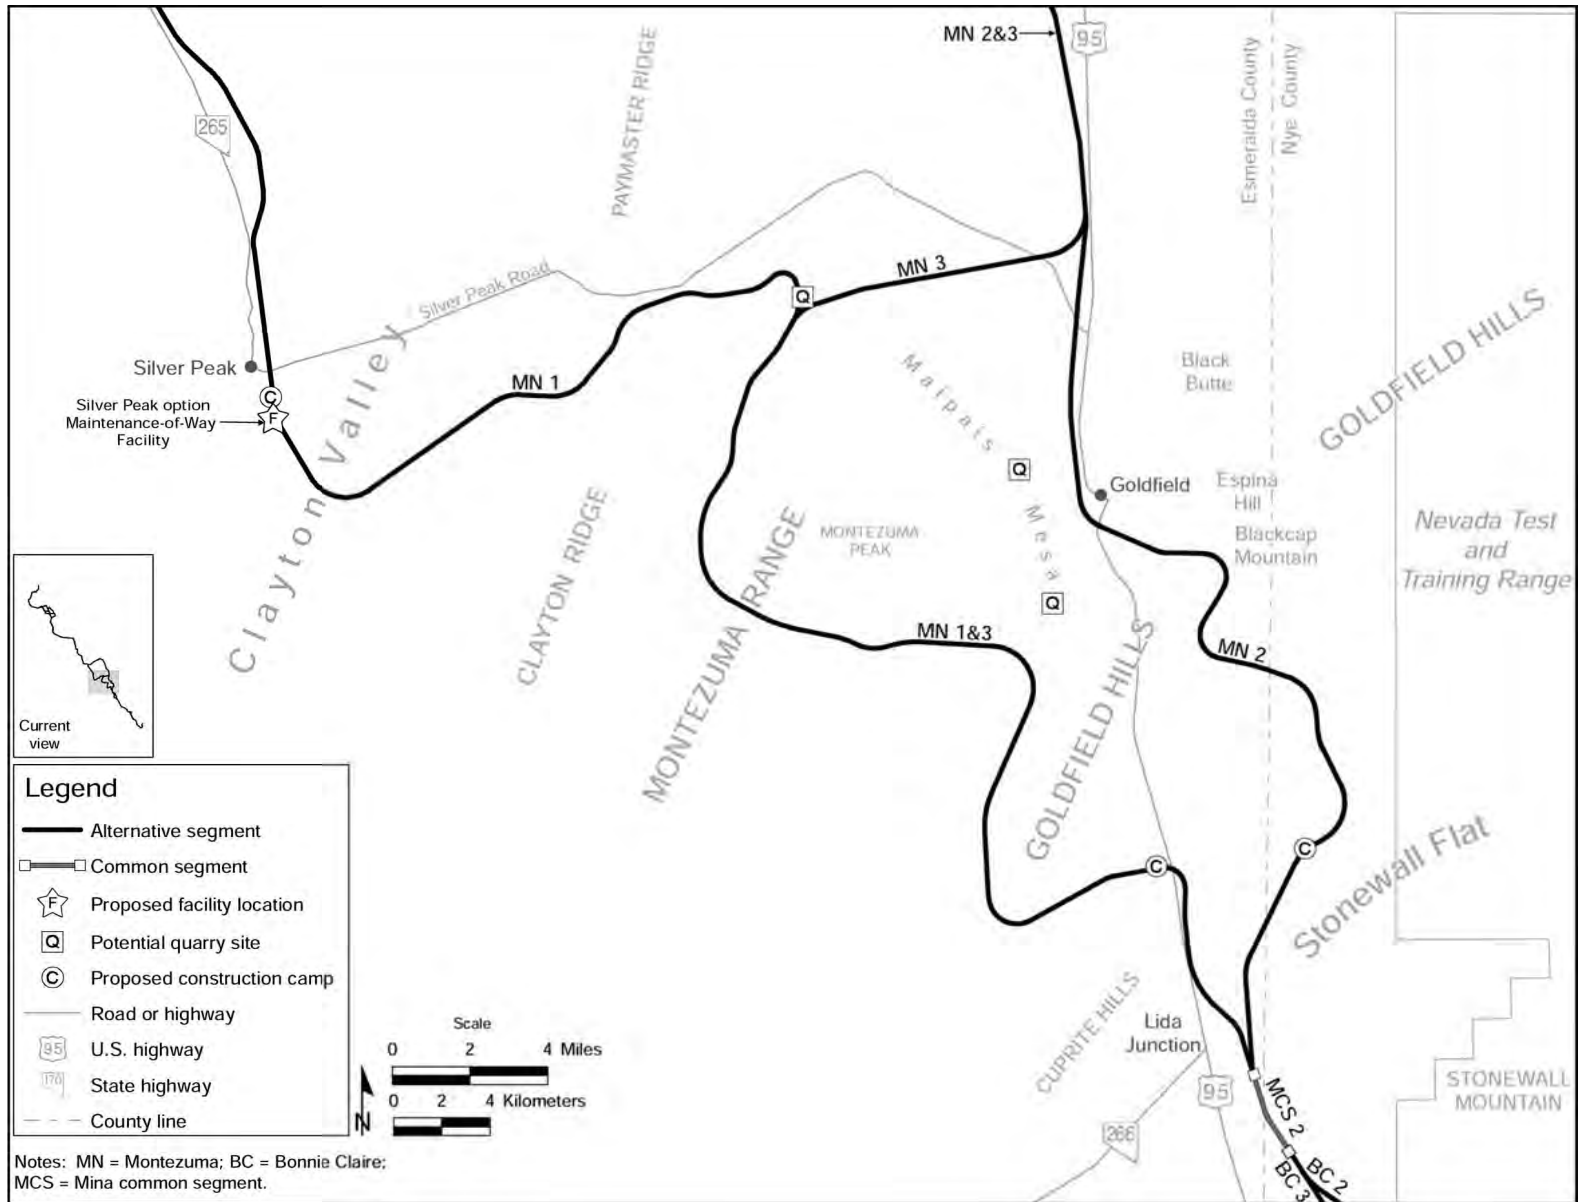 MN 2&3
95
265
PAYMASTER RIDGE
Esmeralda County
Nye County
MN 3
Silver Peak Road
Q
Silver Peak
C
F
Silver Peak option
Maintenance-of-Way
Facility
MN 1
Clayton Valley
Malpais Mesa
Black
Butte
GOLDFIELD HILLS
Q
Goldfield
Espina
Hill
Blackcap
Mountain
Nevada Test
and
Training Range
MONTEZUMA
PEAK
CLAYTON RIDGE
MONTEZUMA RANGE
Q
MN 1&3
MN 2
GOLDFIELD HILLS
C
C
Stonewall Flat
CUPRITE HILLS
Lida
Junction
95
266
STONEWALL
MOUNTAIN
MCS 2
BC 2
BC 3
Current
view
Legend
Alternative segment
Common segment
F Proposed facility location
Q Potential quarry site
C Proposed construction camp
Road or highway
95 U.S. highway
State highway
County line
Scale
0 2 4 Miles
0 2 4 Kilometers
N
Notes: MN = Montezuma; BC = Bonnie Claire;
MCS = Mina common segment.